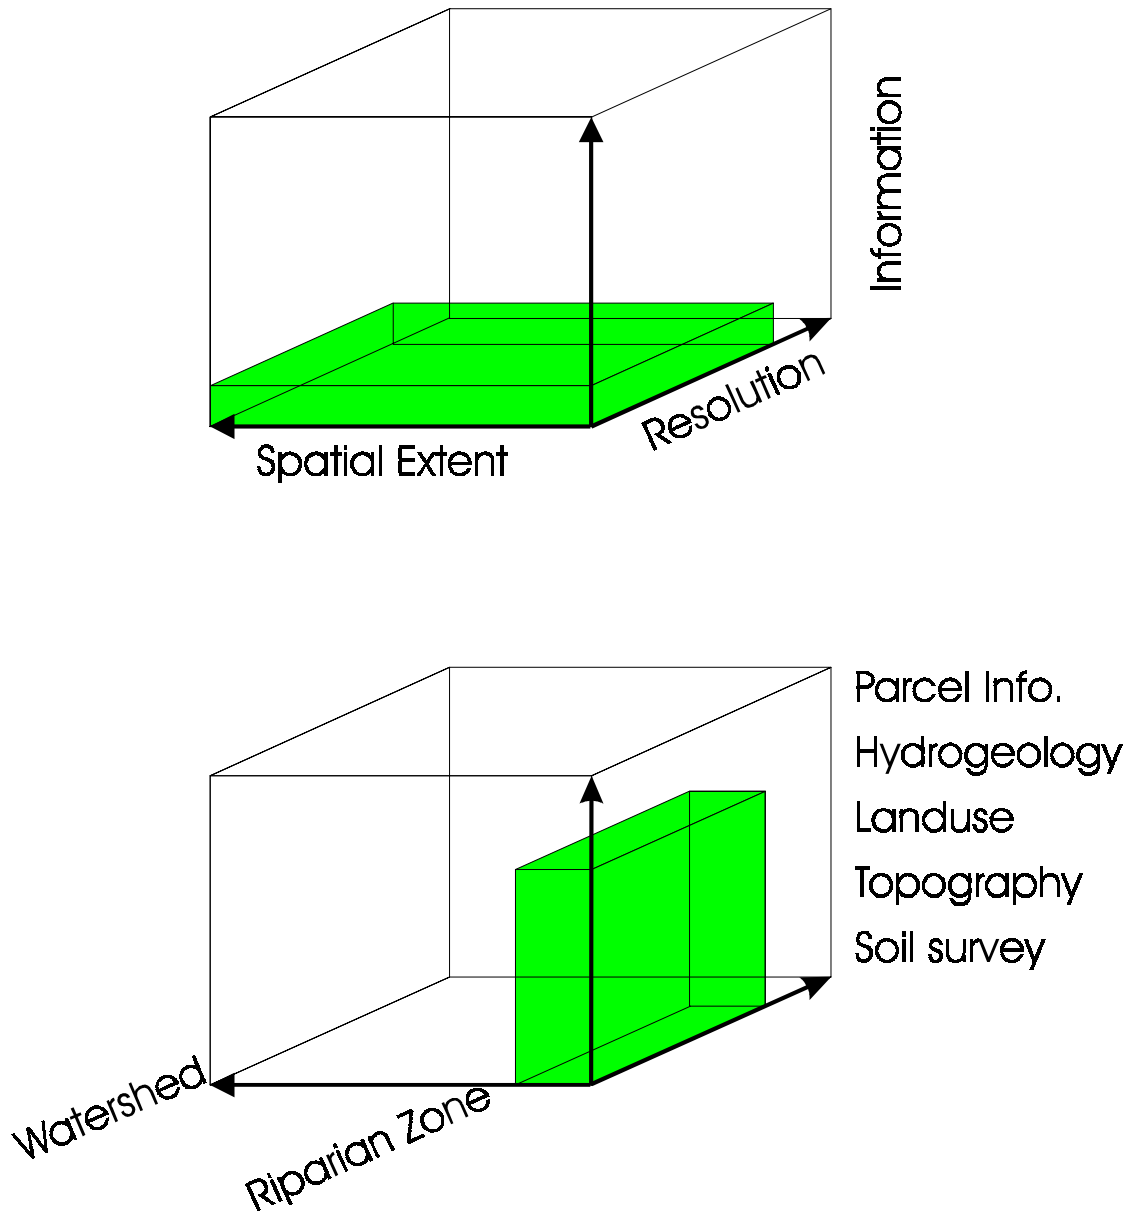 Information
Resolution
Spatial Extent
Parcel Info.
Hydrogeology
Landuse
Topography
Soil survey
Watershed
Riparian Zone